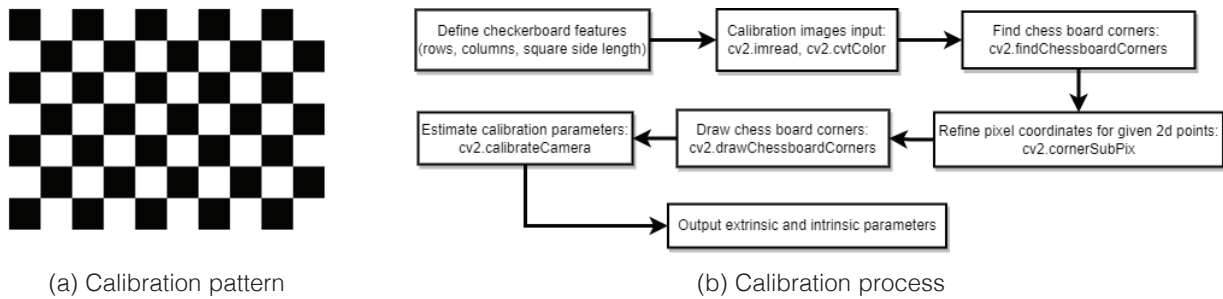 Define checkerboard features
(rows, columns, square side length)
Calibration images input:
cv2.imread, cv2.cvtColor
Find chess board corners:
cv2.findChessboardCorners
Refine pixel coordinates for given 2d points:
cv2.cornerSubPix
Draw chess board corners:
cv2.drawChessboardCorners
Estimate calibration parameters:
cv2.calibrateCamera
Output extrinsic and intrinsic parameters
(a) Calibration pattern
(b) Calibration process